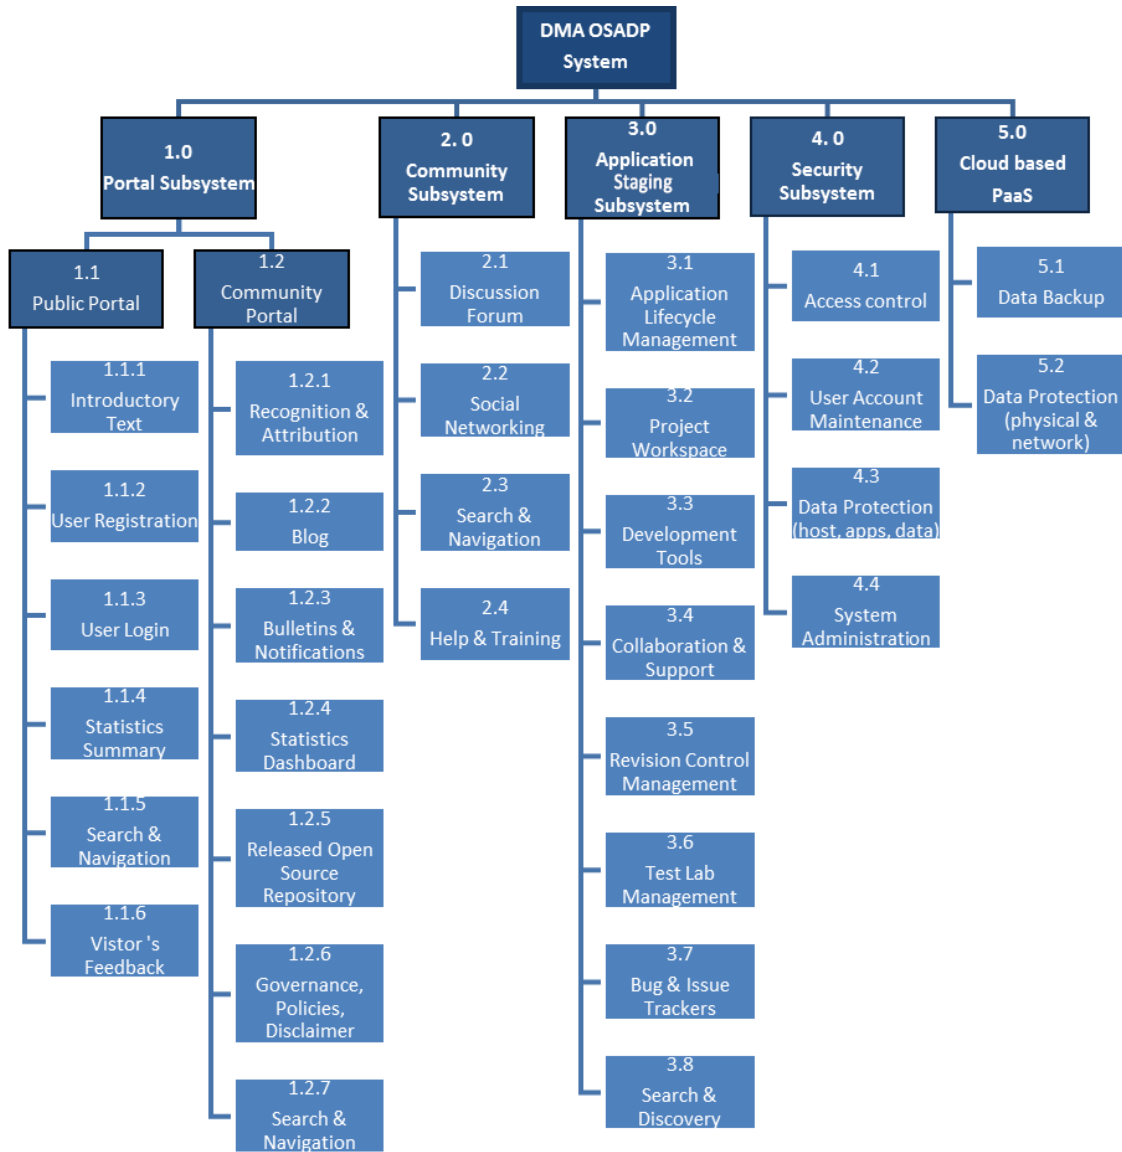 DMA OSADP
System
1.0
Portal Subsystem
2. 0
Community
Subsystem
3.0
Application
Staging
Subsystem
4. 0
Security
Subsystem
5.0
Cloud based
PaaS
1.1
Public Portal
1.2
Community
Portal
1.1.1
Introductory
Text
1.1.2
User Registration
1.1.3
User Login
1.1.4
Statistics
Summary
1.1.5
Search &
Navigation
1.1.6
Vistor 's
Feedback
1.2.1
Recognition &
Attribution
1.2.2
Blog
1.2.3
Bulletins &
Notifications
1.2.4
Statistics
Dashboard
1.2.5
Released Open
Source
Repository
1.2.6
Governance,
Policies,
Disclaimer
1.2.7
Search &
Navigation
2.1
Discussion
Forum
2.2
Social
Networking
2.3
Search &
Navigation
2.4
Help & Training
3.1
Application
Lifecycle
Management
3.2
Project
Workspace
3.3
Development
Tools
3.4
Collaboration &
Support
3.5
Revision Control
Management
3.6
Test Lab
Management
3.7
Bug & Issue
Trackers
3.8
Search &
Discovery
4.1
Access control
4.2
User Account
Maintenance
4.3
Data Protection
(host, apps, data)
4.4
System
Administration
5.1
Data Backup
5.2
Data Protection
(physical &
network)